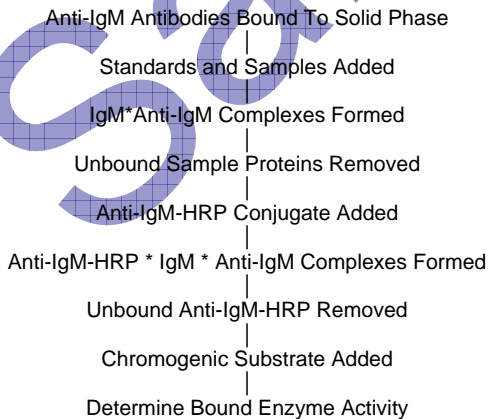 Anti-IgM Antibodies Bound To Solid Phase
Standards and Samples Added
IgM*Anti-IgM Complexes Formed
Unbound Sample Proteins Removed
Anti-IgM-HRP Conjugate Added
Anti-IgM-HRP * IgM * Anti-IgM Complexes Formed
Unbound Anti-IgM-HRP Removed
Chromogenic Substrate Added
Determine Bound Enzyme Activity